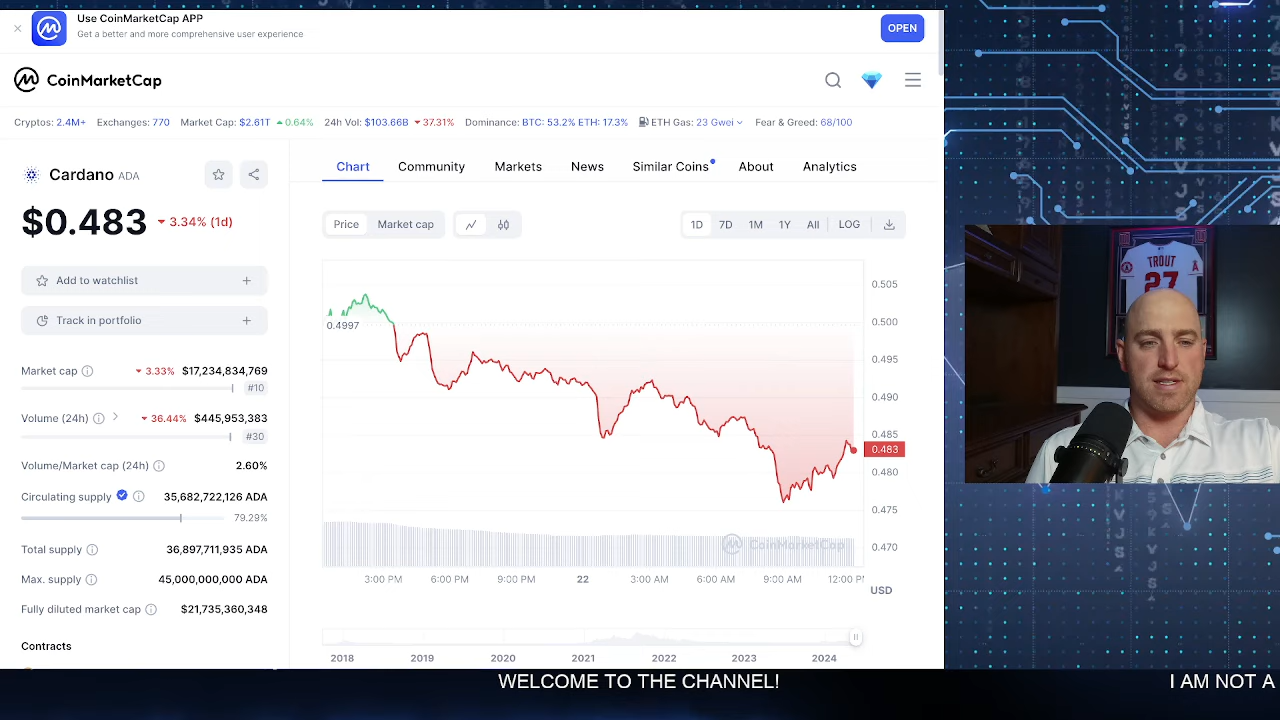 Use CoinMarketCap APP
Get a better and more comprehensive user experience
OPEN
CoinMarketCap
Cryptos: 2.4M+ Exchanges: 770 Market Cap: $2.61T 0.64% 24h Vol: $103.66B 37.31% Dominance: BTC: 53.2% ETH: 17.3% ETH Gas: 23 Gwei Fear & Greed: 68/100
Cardano ADA
$0.483 3.34% (1d)
Add to watchlist +
Track in portfolio +
Market cap 3.33% $17,234,834,769
#10
Volume (24h) 36.44% $445,953,383
#30
Volume/Market cap (24h) 2.60%
Circulating supply 35,682,722,126 ADA
79.29%
Total supply 36,897,711,935 ADA
Max. supply 45,000,000,000 ADA
Fully diluted market cap $21,735,360,348
Contracts
Chart Community Markets News Similar Coins About Analytics
Price Market cap 1D 7D 1M 1Y All LOG
0.505
0.500
0.4997
0.495
0.490
0.485
0.483
0.480
0.475
0.470
CoinMarketCap
3:00 PM 6:00 PM 9:00 PM 22 3:00 AM 6:00 AM 9:00 AM 12:00
USD
2018 2019 2020 2021 2022 2023 2024
TROUT
27
WELCOME TO THE CHANNEL! I AM NOT A